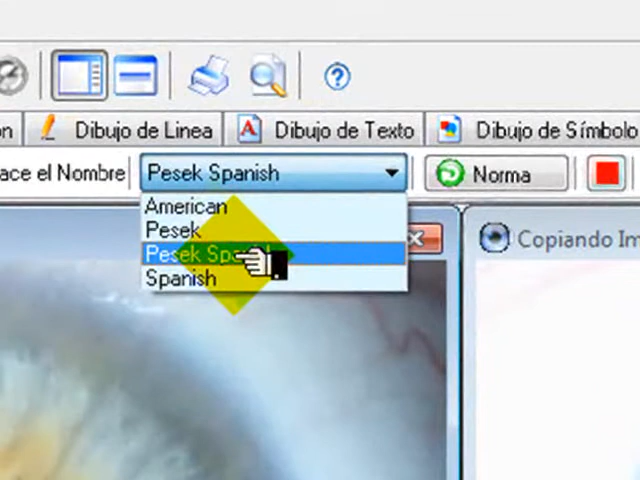 Dibujo de Linea Dibujo de Texto Dibujo de Símbolo
ace el Nombre Pesek Spanish Norma
American
Pesek
Pesek
Spanish
Copiando Im